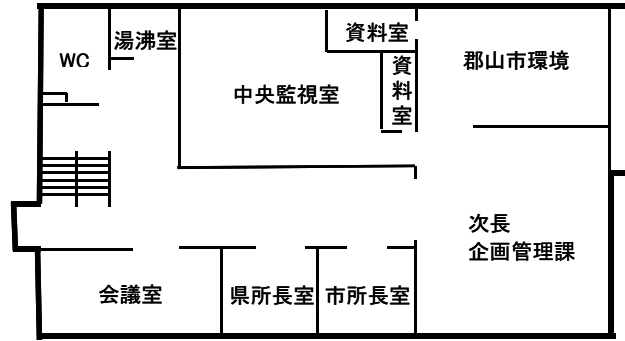 WC
湯沸室
資料室
資料室
中央監視室
郡山市環境
次長
企画管理課
会議室
県所長室
市所長室